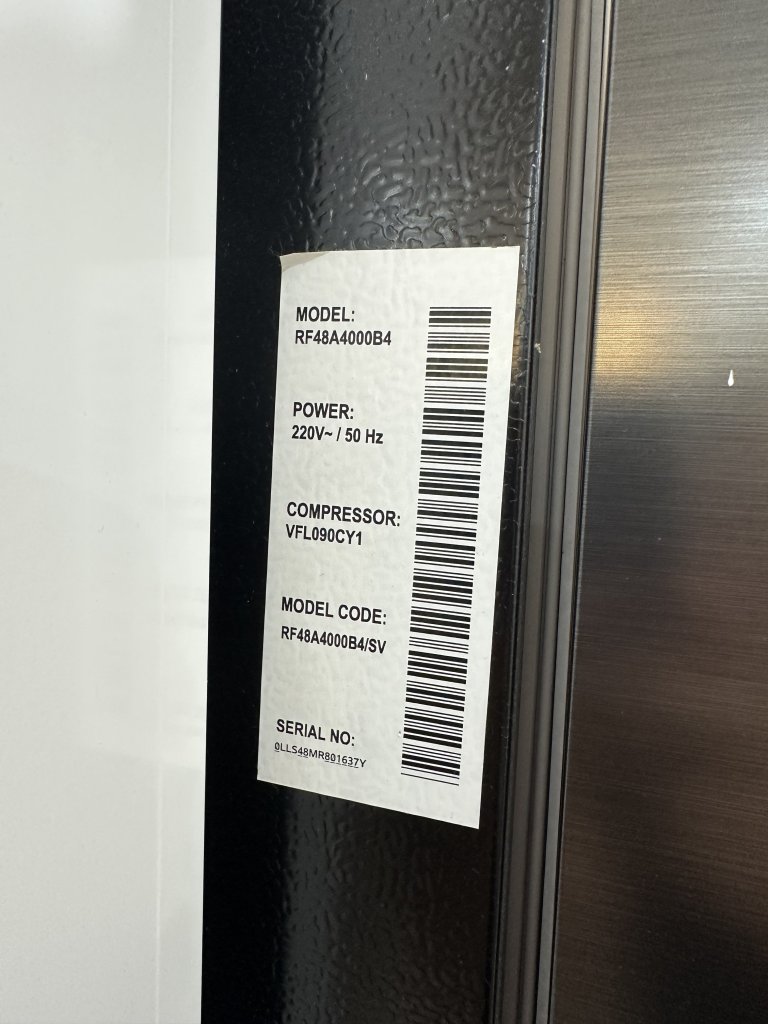 MODEL:
RF48A4000B4
POWER:
220V~ / 50 Hz
COMPRESSOR:
VFL090CY1
MODEL CODE:
RF48A4000B4/SV
SERIAL NO:
0LLS48MR801637Y